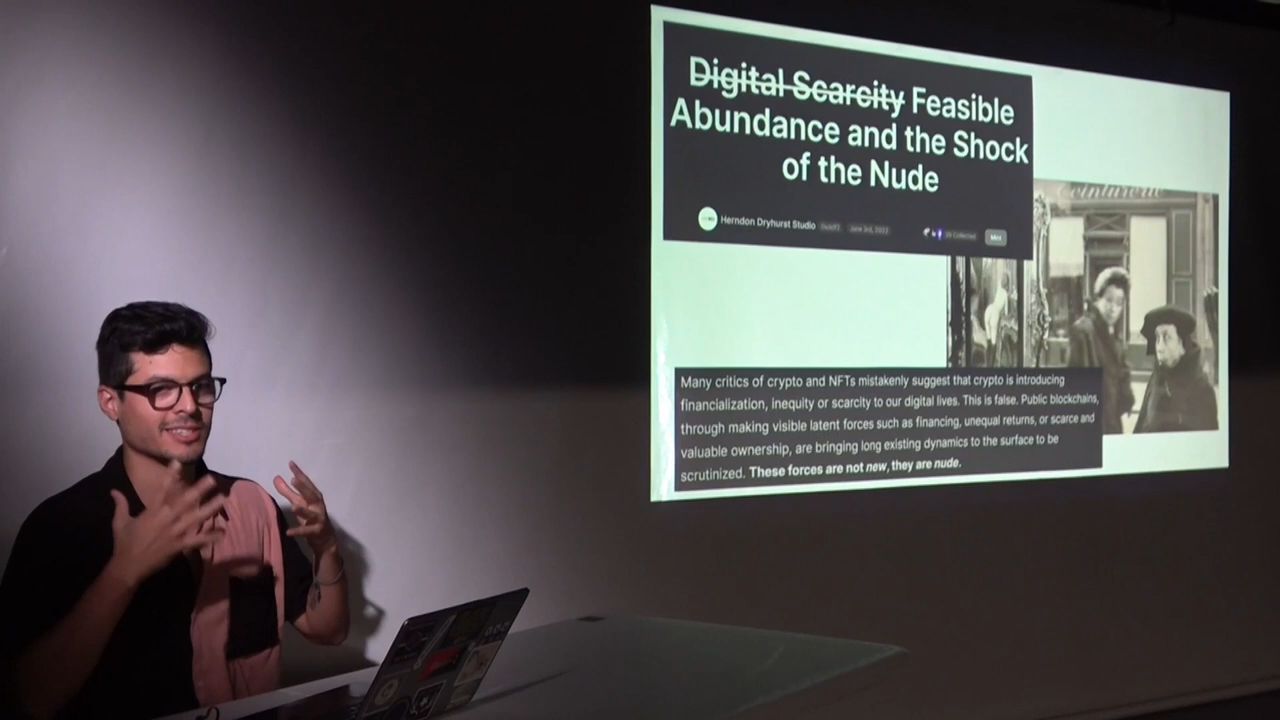 Digital Scarcity Feasible
Abundance and the Shock
of the Nude
Herndon Dryhurst Studio
June 3rd, 2022
Collected
Mint
Many critics of crypto and NFTs mistakenly suggest that crypto is introducing
financialization, inequity or scarcity to our digital lives. This is false. Public blockchains,
through making visible latent forces such as financing, unequal returns, or scarce and
valuable ownership, are bringing long existing dynamics to the surface to be
scrutinized. These forces are not new, they are nude.